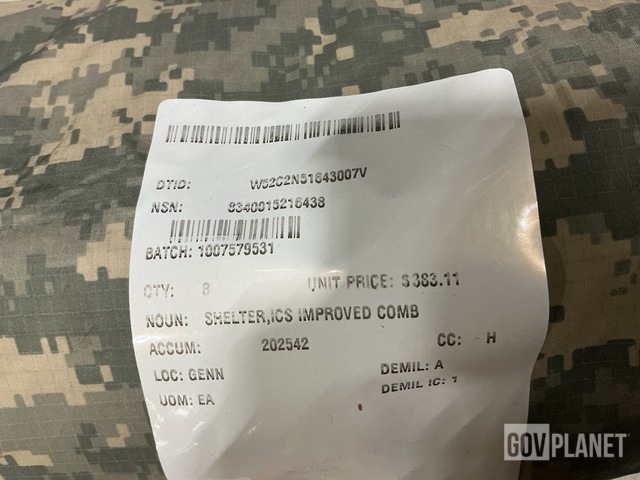 DTID: W52C2N51643007V
NSN: 8340015216438
BATCH: 1007579531
QTY: 8 UNIT PRICE: $383.11
NOUN: SHELTER,ICS IMPROVED COMB
ACCUM: 202542 CC: H
LOC: GENN DEMIL: A
UOM: EA DEMIL IC: 1
GOVPLANET